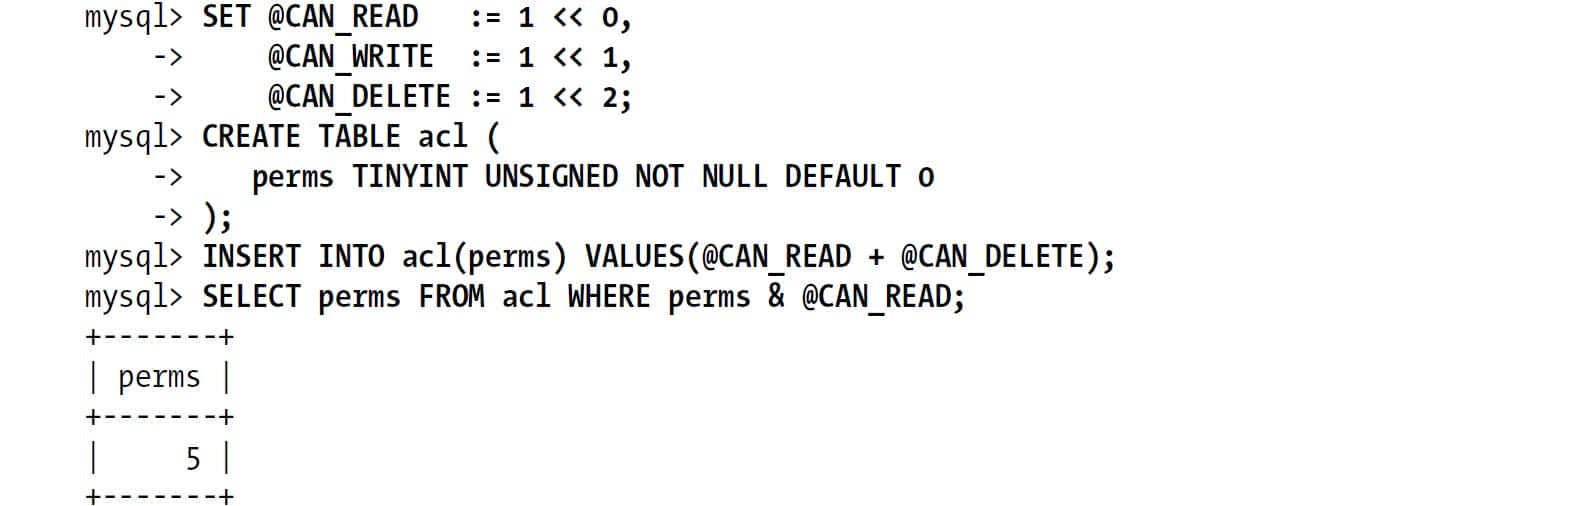 mysql> SET @CAN_READ   := 1 << 0,
    ->     @CAN_WRITE  := 1 << 1,
    ->     @CAN_DELETE := 1 << 2;
mysql> CREATE TABLE acl (
    ->    perms TINYINT UNSIGNED NOT NULL DEFAULT 0
    -> );
mysql> INSERT INTO acl(perms) VALUES(@CAN_READ + @CAN_DELETE);
mysql> SELECT perms FROM acl WHERE perms & @CAN_READ;
+-------+
| perms |
+-------+
|     5 |
+-------+